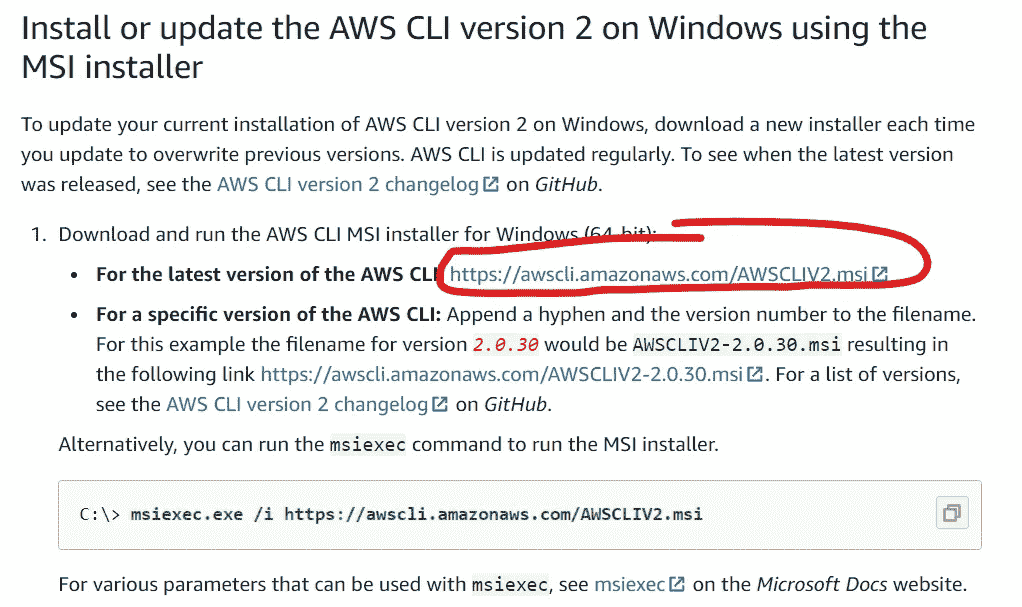 Install or update the AWS CLI version 2 on Windows using the
MSI installer
To update your current installation of AWS CLI version 2 on Windows, download a new installer each time
you update to overwrite previous versions. AWS CLI is updated regularly. To see when the latest version
was released, see the AWS CLI version 2 changelog on GitHub.
1. Download and run the AWS CLI MSI installer for Windows (64-bit):
• For the latest version of the AWS CLI https://awscli.amazonaws.com/AWSCLIV2.msi
• For a specific version of the AWS CLI: Append a hyphen and the version number to the filename.
For this example the filename for version 2.0.30 would be AWSCLIV2-2.0.30.msi resulting in
the following link https://awscli.amazonaws.com/AWSCLIV2-2.0.30.msi. For a list of versions,
see the AWS CLI version 2 changelog on GitHub.
Alternatively, you can run the msiexec command to run the MSI installer.
C:\> msiexec.exe /i https://awscli.amazonaws.com/AWSCLIV2.msi
For various parameters that can be used with msiexec, see msiexec on the Microsoft Docs website.